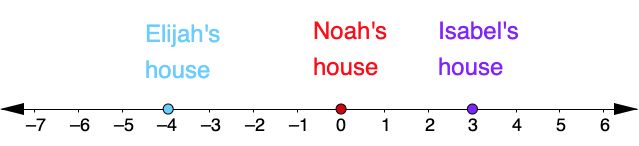 Elijah's
house
Noah's
house
Isabel's
house
–7 –6 –5 –4 –3 –2 –1 0 1 2 3 4 5 6